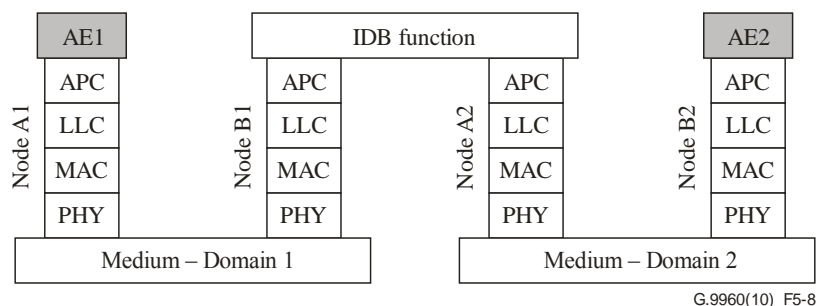 AE1
IDB function
AE2
Node A1
APC
LLC
MAC
PHY
Node B1
APC
LLC
MAC
PHY
Node A2
APC
LLC
MAC
PHY
Node B2
APC
LLC
MAC
PHY
Medium – Domain 1
Medium – Domain 2
G.9960(10)_F5-8